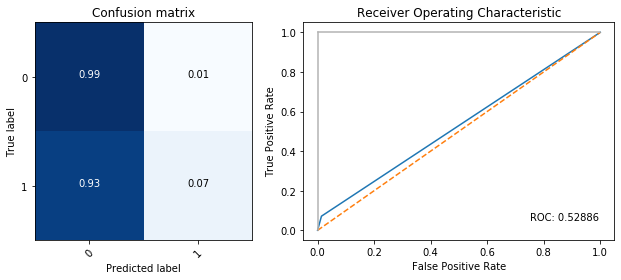 Confusion matrix
0.99 0.01
0.93 0.07
0
1
True label
0 1
Predicted label
Receiver Operating Characteristic
1.0
0.8
0.6
0.4
0.2
0.0
True Positive Rate
ROC: 0.52886
0.0 0.2 0.4 0.6 0.8 1.0
False Positive Rate